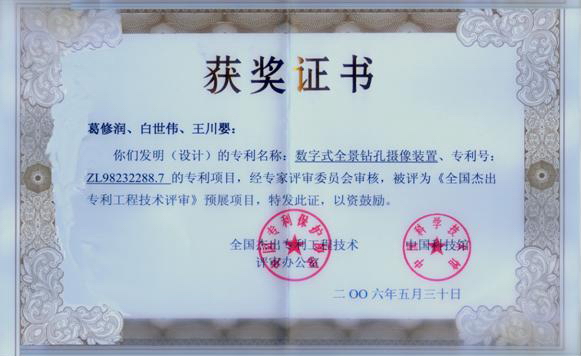 获奖证书
葛修润、白世伟、王川婴：
你们发明（设计）的专利名称：数字式全景钻孔摄像装置、专利号：
ZL98232288.7 的专利项目，经专家评审委员会审核，被评为《全国杰出
专利工程技术评审》预展项目，特发此证，以资鼓励。
全国杰出专利工程技术
评审办公室
中国科技馆
二〇〇六年五月三十日